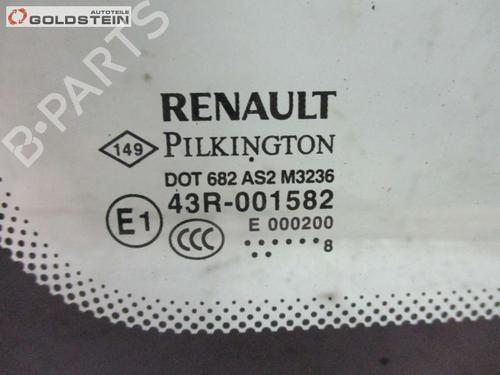 Autoteile
GOLDSTEIN
B-PARTS
RENAULT
149 PILKINGTON
DOT 682 AS2 M3236
E1 43R-001582
CCC E 000200
...... 8
..